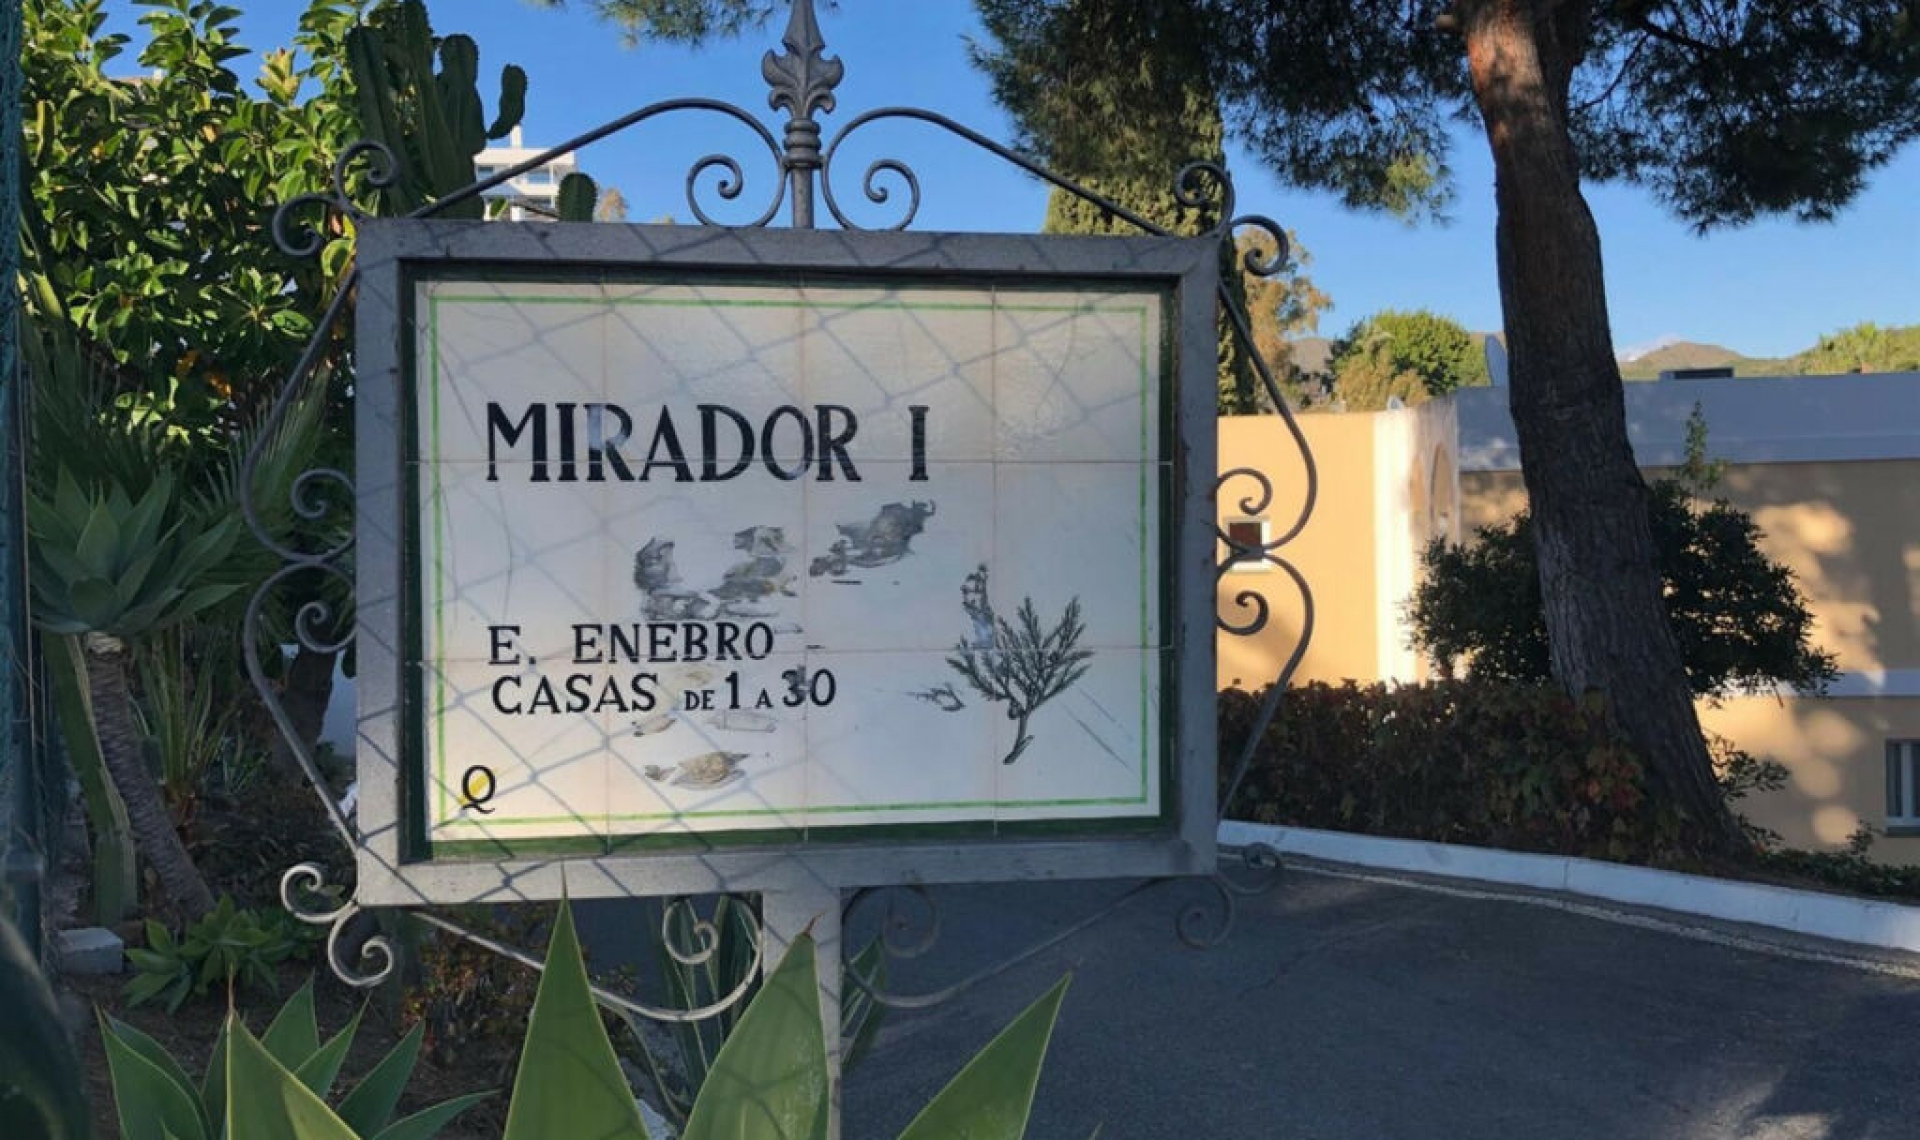 MIRADOR I
E. ENEBRO
CASAS DE 1 A 30
Q